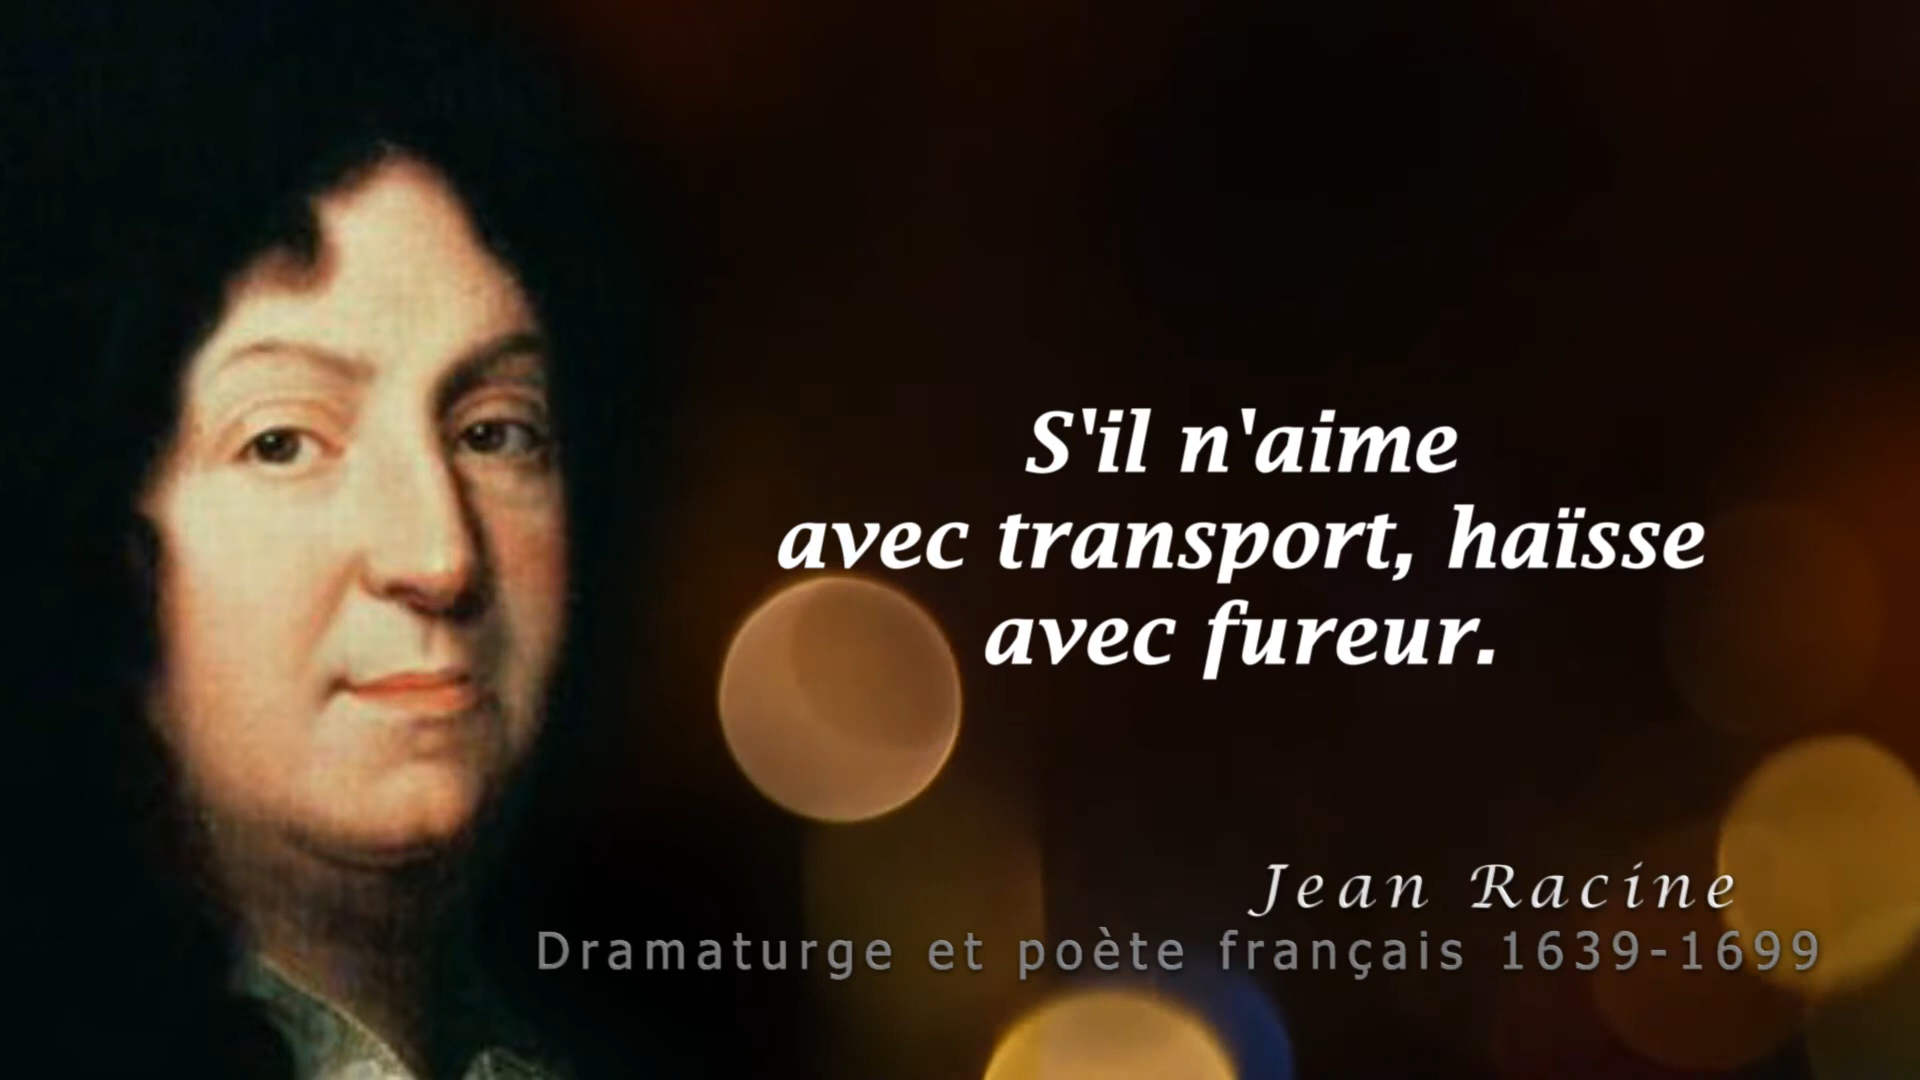 S'il n'aime
avec transport, haïsse
avec fureur.
Jean Racine
Dramaturge et poète français 1639-1699